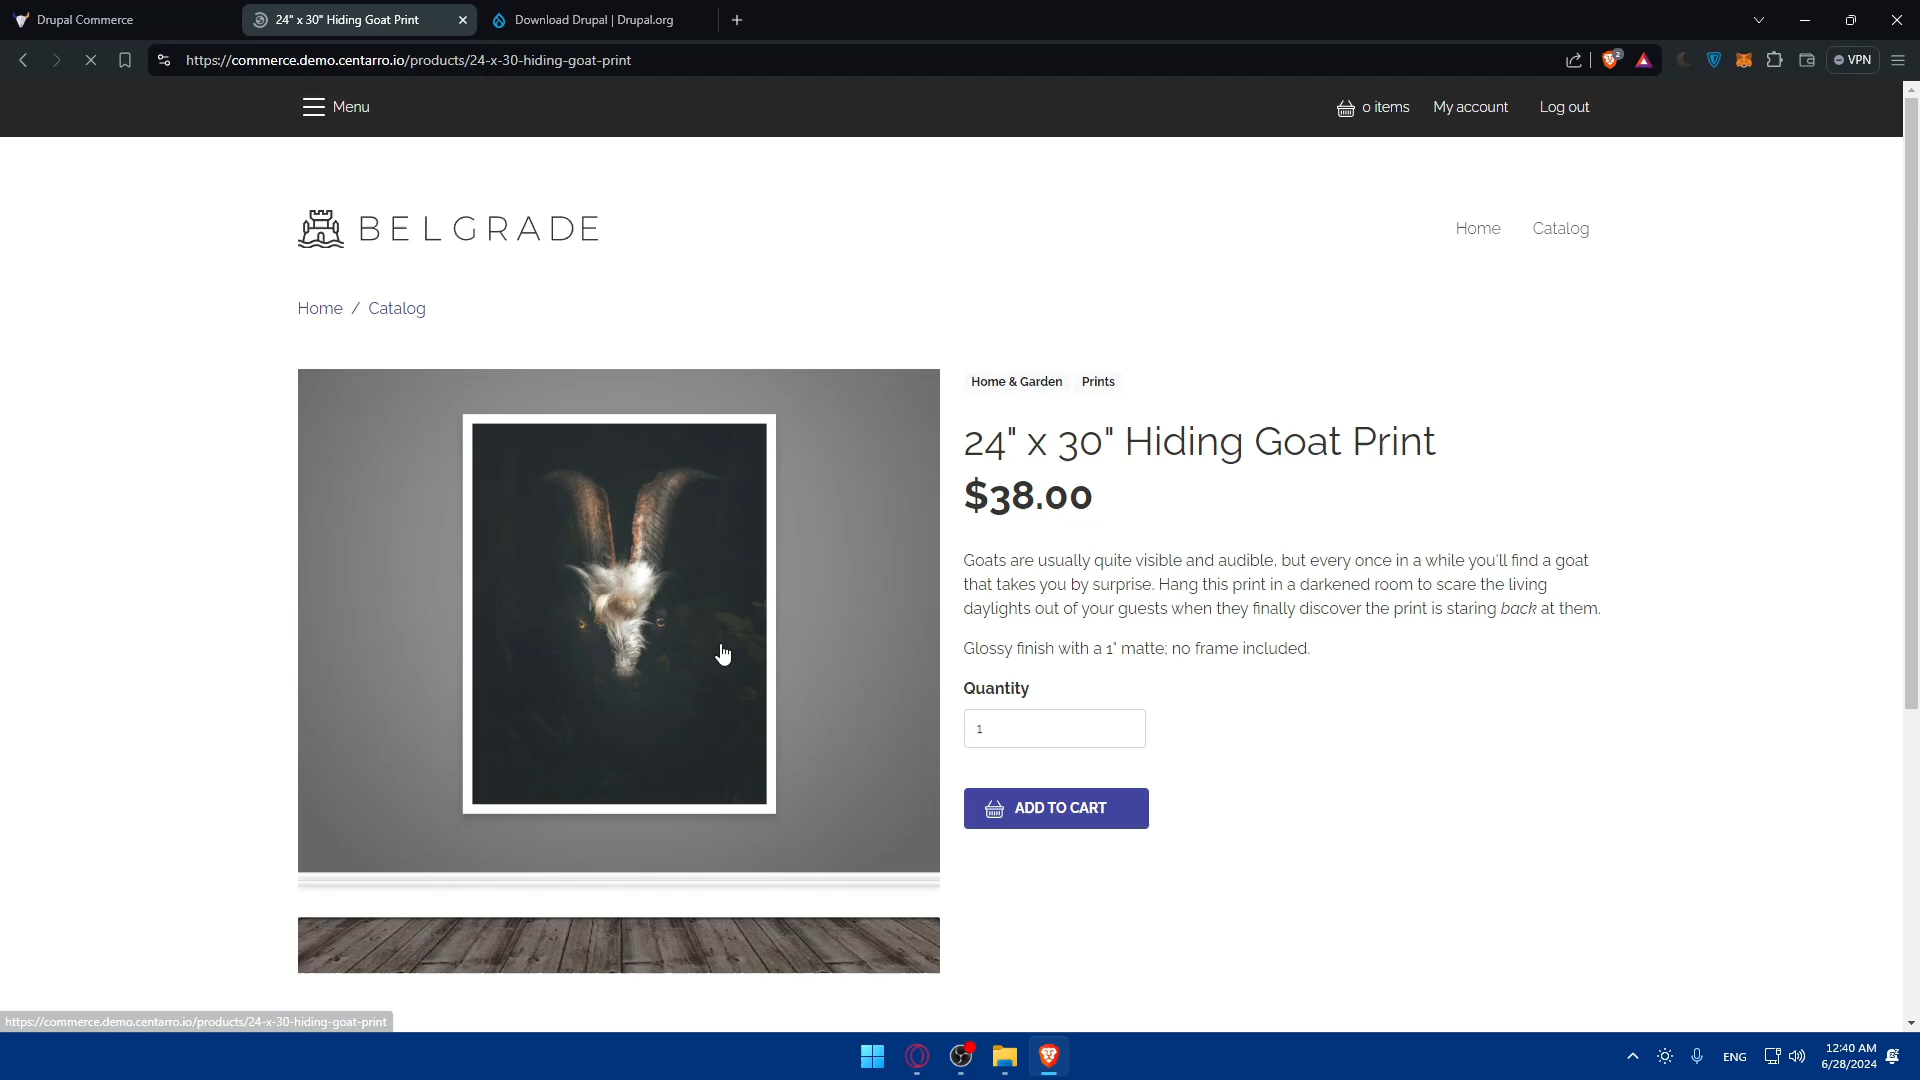 Drupal Commerce
24" x 30" Hiding Goat Print
Download Drupal | Drupal.org
https://commerce.demo.centarro.io/products/24-x-30-hiding-goat-print
2
VPN
Menu
0 items
My account
Log out
BELGRADE
Home
Catalog
Home / Catalog
Home & Garden
Prints
24" x 30" Hiding Goat Print
$38.00
Goats are usually quite visible and audible, but every once in a while you'll find a goat
that takes you by surprise. Hang this print in a darkened room to scare the living
daylights out of your guests when they finally discover the print is staring back at them.
Glossy finish with a 1" matte; no frame included.
Quantity
1
ADD TO CART
https://commerce.demo.centarro.io/products/24-x-30-hiding-goat-print
ENG
12:40 AM
6/28/2024